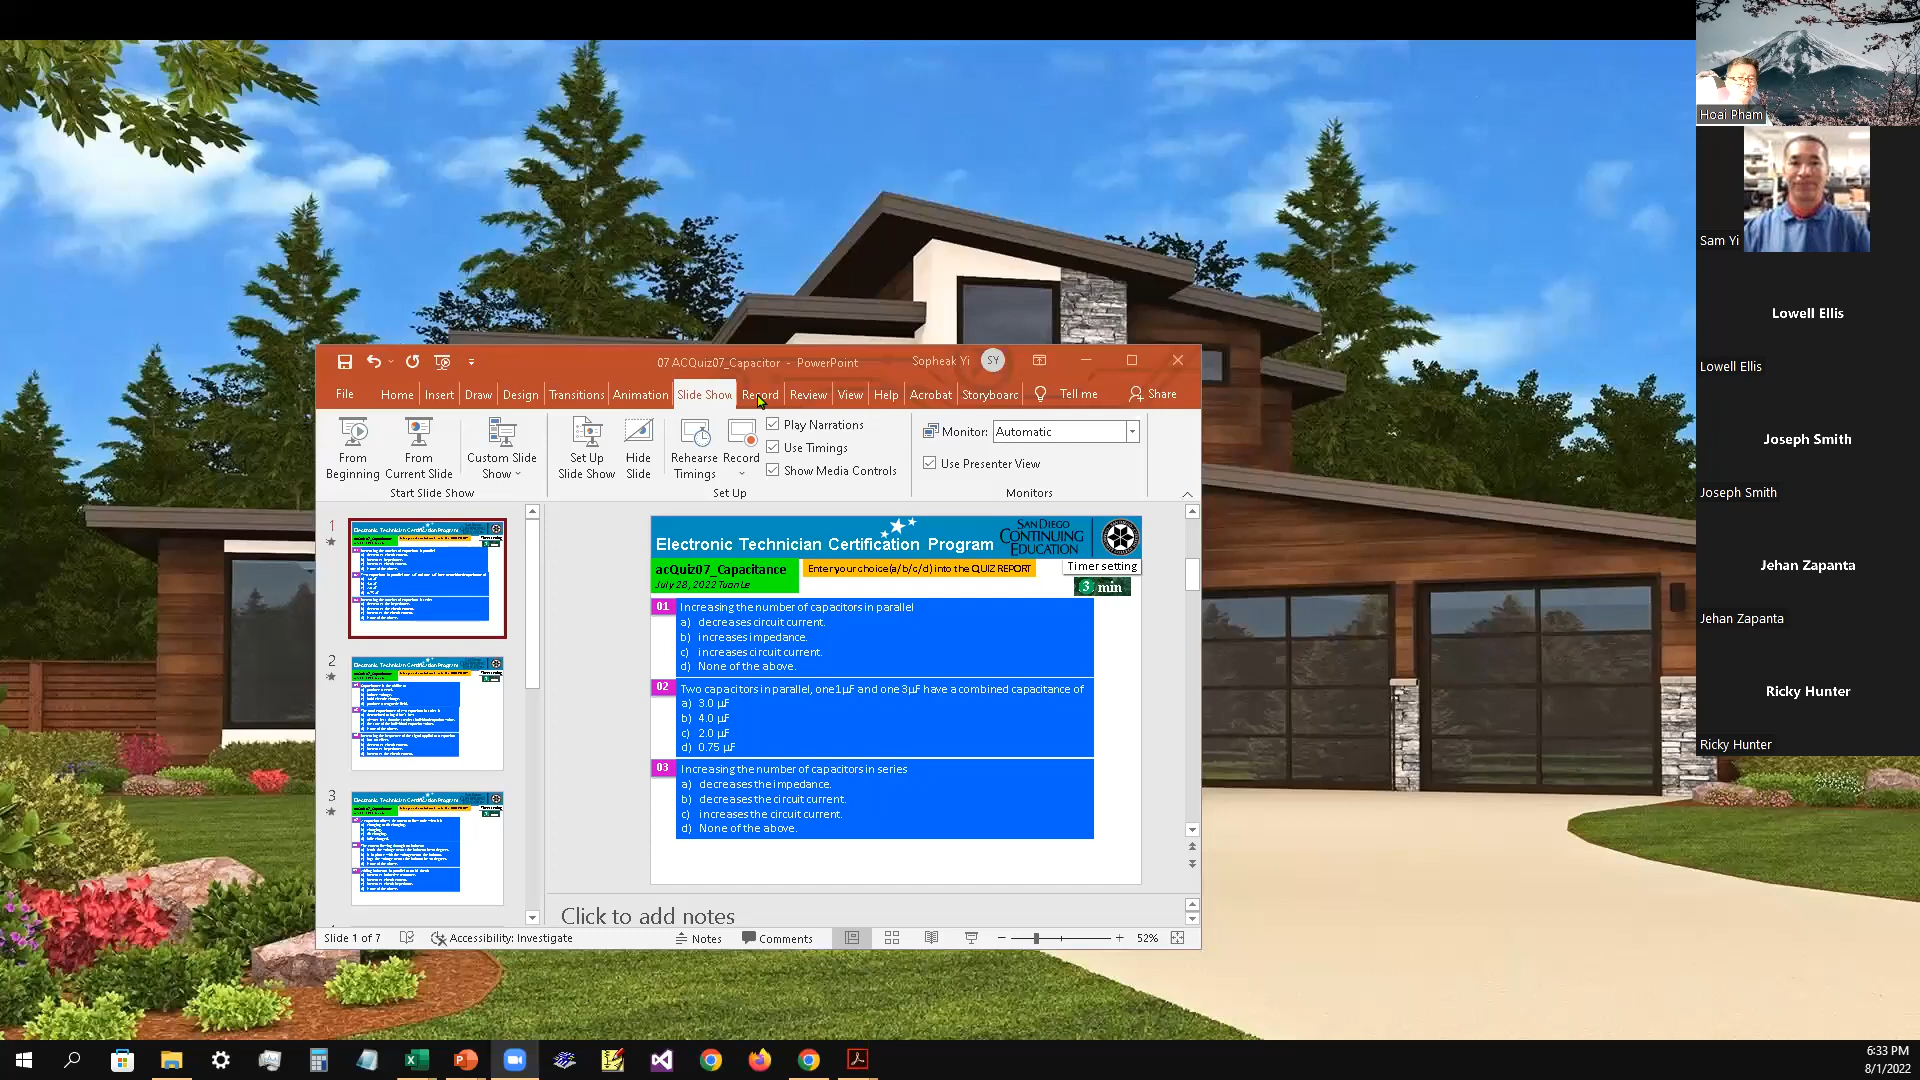 Hoai Pham
Sam Yi
Lowell Ellis
Lowell Ellis
Joseph Smith
Joseph Smith
Jehan Zapanta
Jehan Zapanta
Ricky Hunter
Ricky Hunter
07 ACQuiz07_Capacitor - PowerPoint
Sopheak Yi SY
File Home Insert Draw Design Transitions Animation Slide Show Record Review View Help Acrobat Storyboarc Tell me Share
From Beginning
From Current Slide
Custom Slide Show
Set Up Slide Show
Hide Slide
Rehearse Timings
Record
Play Narrations
Use Timings
Show Media Controls
Monitor: Automatic
Use Presenter View
Start Slide Show
Set Up
Monitors
1
2
3
Electronic Technician Certification Program
SAN DIEGO
CONTINUING
EDUCATION
acQuiz07_Capacitance
July 28, 2022 Tuan Le
Enter your choice(a/b/c/d) into the QUIZ REPORT
Timer setting
3 min
01 Increasing the number of capacitors in parallel
a) decreases circuit current.
b) increases impedance.
c) increases circuit current.
d) None of the above.
02 Two capacitors in parallel, one 1µF and one 3µF have a combined capacitance of
a) 3.0 µF
b) 4.0 µF
c) 2.0 µF
d) 0.75 µF
03 Increasing the number of capacitors in series
a) decreases the impedance.
b) decreases the circuit current.
c) increases the circuit current.
d) None of the above.
Click to add notes
Slide 1 of 7 Accessibility: Investigate Notes Comments 52%
6:33 PM
8/1/2022